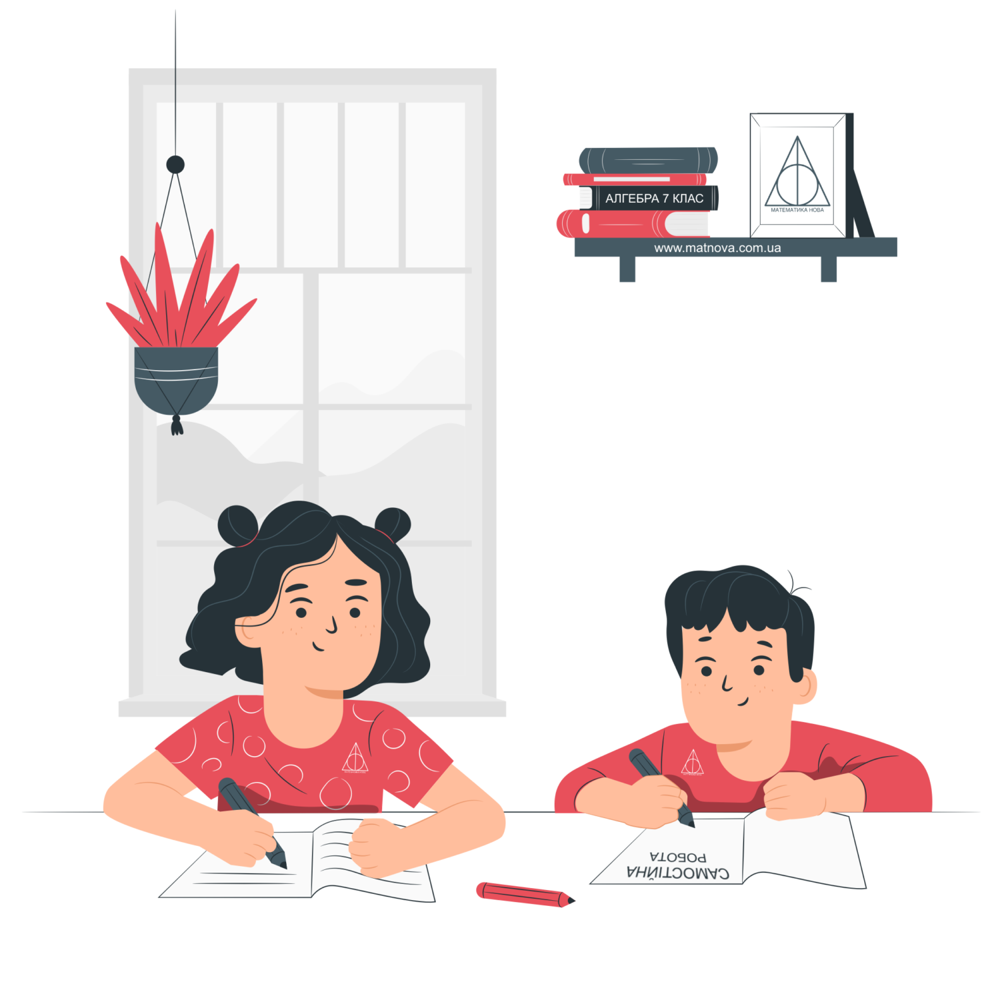 АЛГЕБРА 7 КЛАС
МАТЕМАТИКА НОВА
www.matnova.com.ua
САМОСТІЙНА
РОБОТА